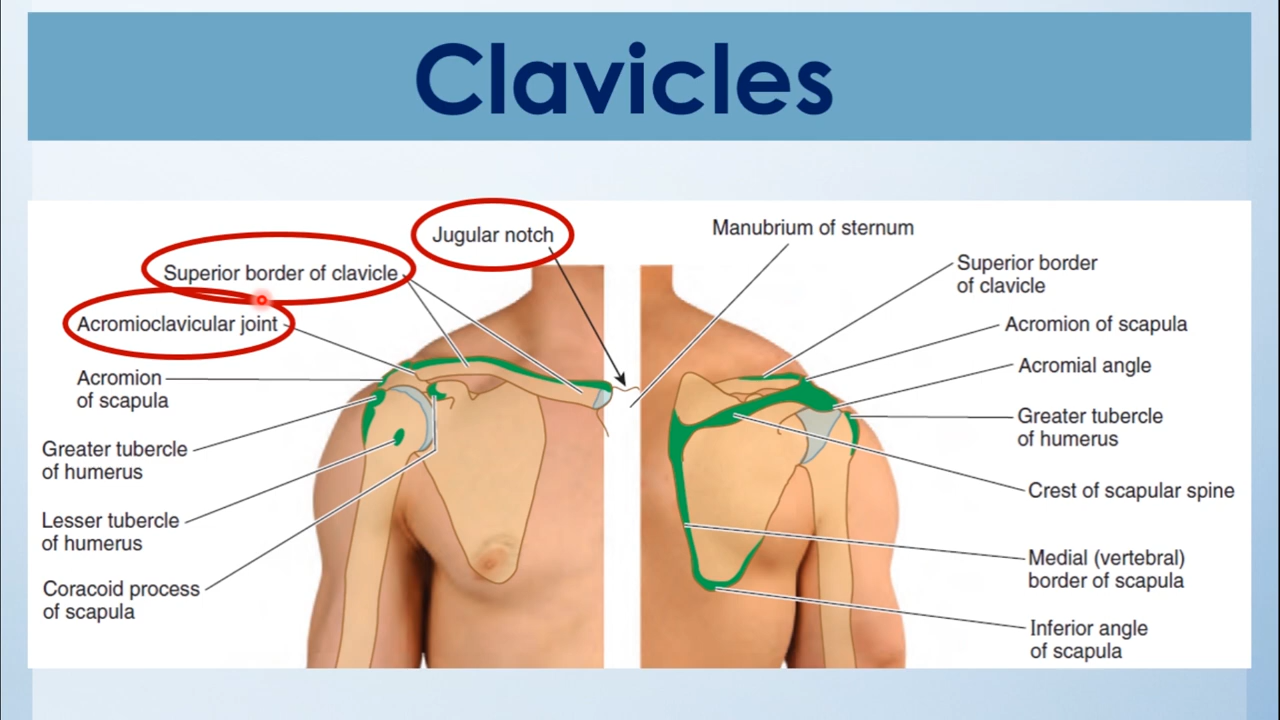 Clavicles
Jugular notch
Superior border of clavicle
Acromioclavicular joint
Acromion
of scapula
Greater tubercle
of humerus
Lesser tubercle
of humerus
Coracoid process
of scapula
Manubrium of sternum
Superior border
of clavicle
Acromion of scapula
Acromial angle
Greater tubercle
of humerus
Crest of scapular spine
Medial (vertebral)
border of scapula
Inferior angle
of scapula